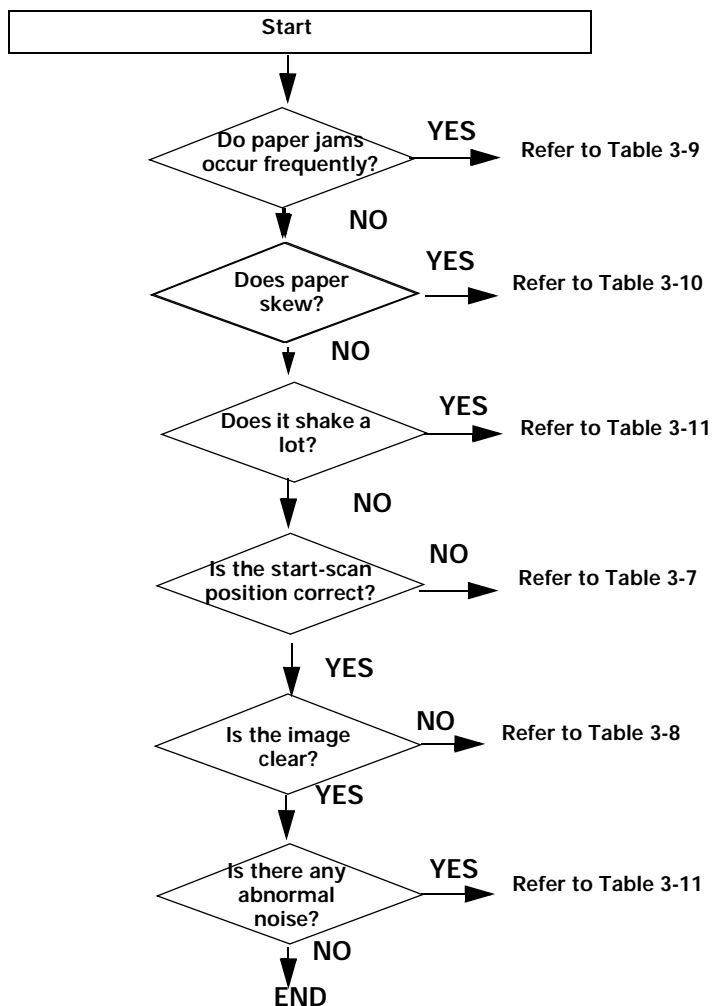 Start
Do paper jams
occur frequently?
YES
Refer to Table 3-9
NO
Does paper
skew?
YES
Refer to Table 3-10
NO
Does it shake a
lot?
YES
Refer to Table 3-11
NO
Is the start-scan
position correct?
NO
Refer to Table 3-7
YES
Is the image
clear?
NO
Refer to Table 3-8
YES
Is there any
abnormal
noise?
YES
Refer to Table 3-11
NO
END